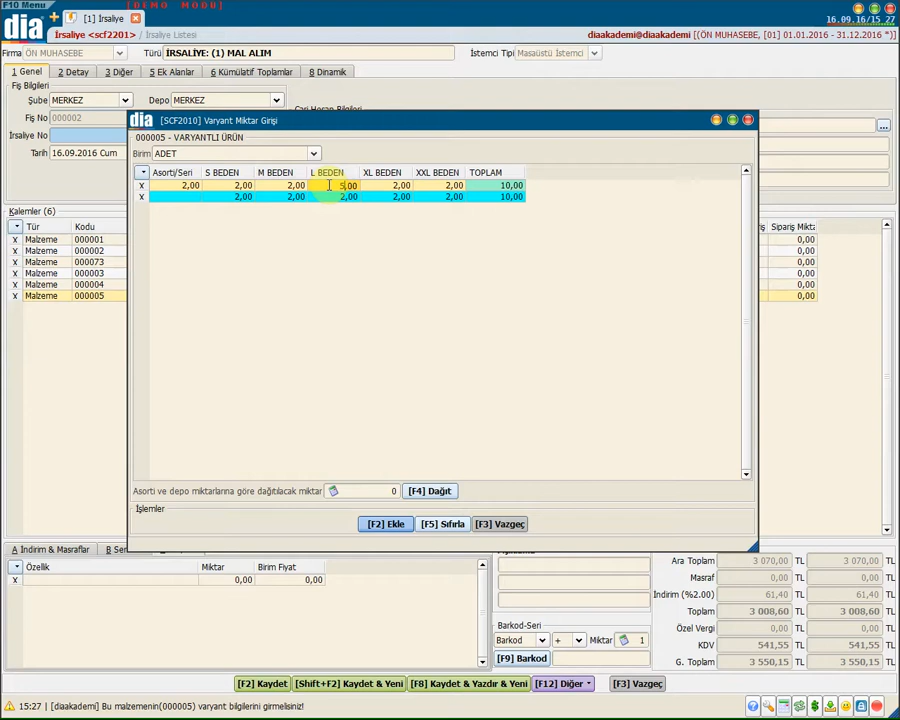 F10 Menu
[DEMO MODU]
dia
[1] İrsaliye
16.09.16/15 27
İrsaliye <scf2201> İrsaliye Listesi
diaakademi@diaakademi [(ÖN MUHASEBE, [01] 01.01.2016 - 31.12.2016 *)]
Firma ÖN MUHASEBE
Türü İRSALİYE: (1) MAL ALIM
İstemci Tipi Masaüstü İstemci
1 Genel 2 Detay 3 Diğer 5 Ek Alanlar 6 Kümülatif Toplamlar 8 Dinamik
Fiş Bilgileri
Şube MERKEZ Depo MERKEZ
Fiş No 000002
İrsaliye No
Tarih 16.09.2016 Cum
dia [SCF2010] Varyant Miktar Girişi
000005 - VARYANTLI ÜRÜN
Birim ADET
Asorti/Seri S BEDEN M BEDEN L BEDEN XL BEDEN XXL BEDEN TOPLAM
X 2,00 2,00 2,00 5,00 2,00 2,00 10,00
X 2,00 2,00 2,00 2,00 2,00 10,00
Kalemler (6)
Tür Kodu Sipariş Mikta
X Malzeme 000001 0,00
X Malzeme 000002 0,00
X Malzeme 000073 0,00
X Malzeme 000003 0,00
X Malzeme 000004 0,00
X Malzeme 000005 0,00
Asorti ve depo miktarlarına göre dağıtılacak miktar 0 [F4] Dağıt
İşlemler
[F2] Ekle [F5] Sıfırla [F3] Vazgeç
A İndirim & Masraflar
Özellik Miktar Birim Fiyat
X 0,00 0,00
Barkod-Seri
Barkod + Miktar 1
[F9] Barkod
Ara Toplam 3 070,00 TL 3 070,00 TL
Masraf 0,00 TL 0,00 TL
İndirim (%2.00) 61,40 TL 61,40 TL
Toplam 3 008,60 TL 3 008,60 TL
Özel Vergi 0,00 TL 0,00 TL
KDV 541,55 TL 541,55 TL
G. Toplam 3 550,15 TL 3 550,15 TL
[F2] Kaydet [Shift+F2] Kaydet & Yeni [F8] Kaydet & Yazdır & Yeni [F12] Diğer [F3] Vazgeç
15:27 [diaakademi] Bu malzemenin(000005) varyant bilgilerini girmelisiniz!